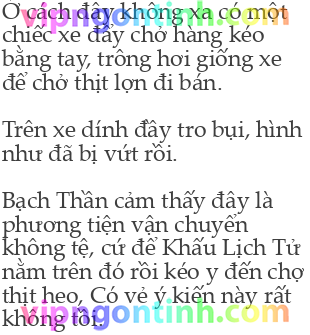 Ở cách đây không xa có một
chiếc xe đẩy chở hàng kéo
bằng tay, trông hơi giống xe
để chở thịt lợn đi bán.
Trên xe dính đầy tro bụi, hình
như đã bị vứt rồi.
Bạch Thần cảm thấy đây là
phương tiện vận chuyển
không tệ, cứ để Khấu Lịch Tử
nằm trên đó rồi kéo y đến chợ
thịt heo, Có vẻ ý kiến này rất
không tồi.
vipngontinh.com
vipngontinh.com